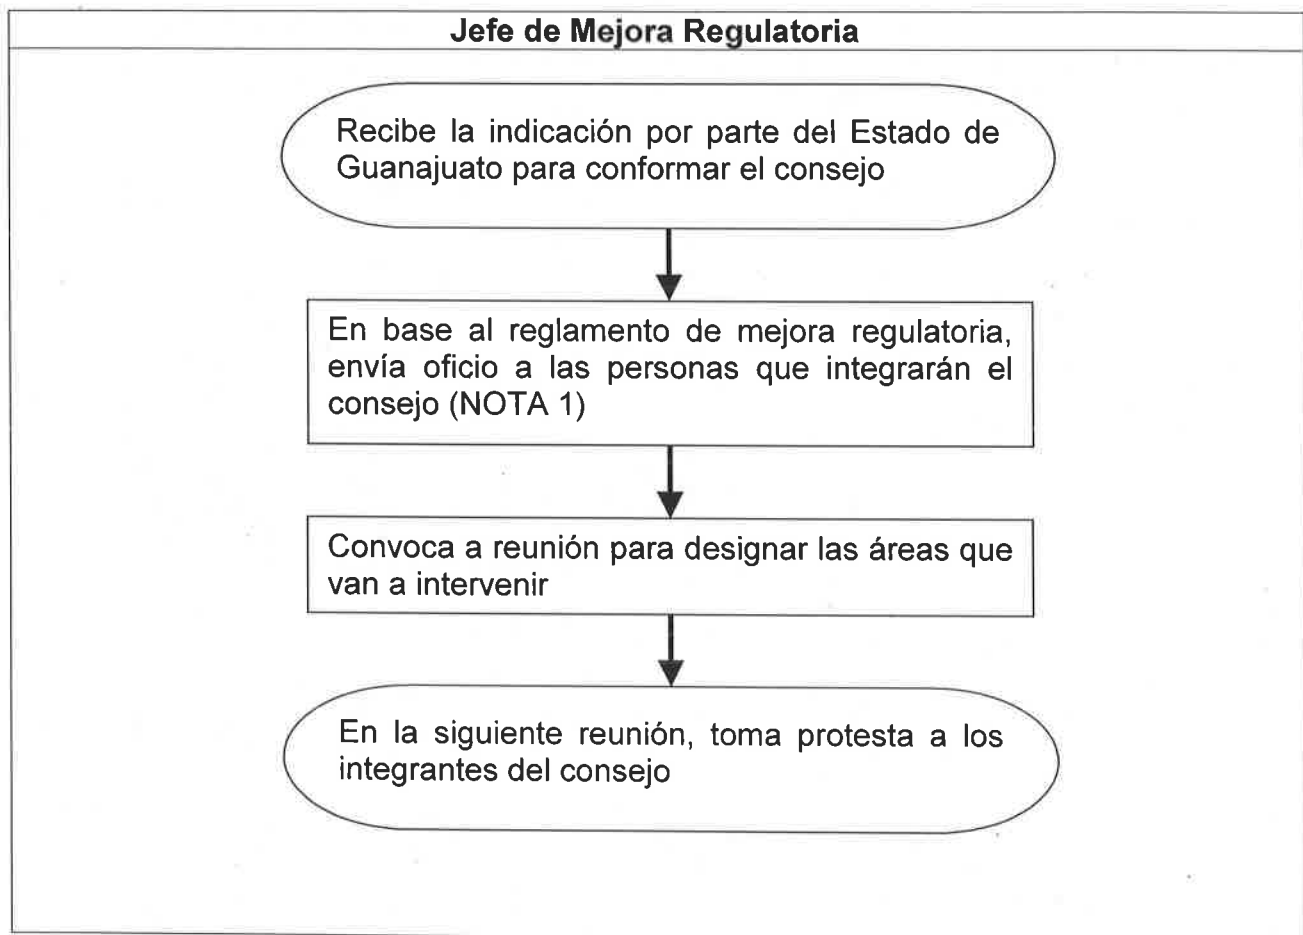 Jefe de Mejora Regulatoria
Recibe la indicación por parte del Estado de
Guanajuato para conformar el consejo
En base al reglamento de mejora regulatoria,
envía oficio a las personas que integrarán el
consejo (NOTA 1)
Convoca a reunión para designar las áreas que
van a intervenir
En la siguiente reunión, toma protesta a los
integrantes del consejo